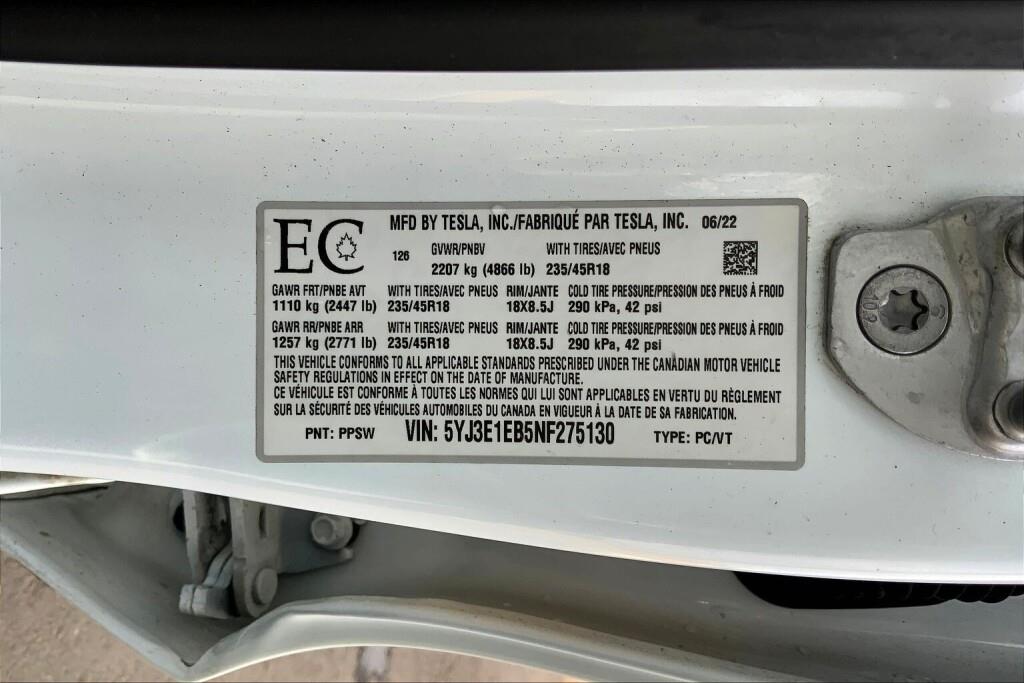 EC
MFD BY TESLA, INC./FABRIQUÉ PAR TESLA, INC. 06/22
126
GVWR/PNBV WITH TIRES/AVEC PNEUS
2207 kg (4866 lb) 235/45R18
GAWR FRT/PNBE AVT WITH TIRES/AVEC PNEUS RIM/JANTE COLD TIRE PRESSURE/PRESSION DES PNEUS À FROID
1110 kg (2447 lb) 235/45R18 18X8.5J 290 kPa, 42 psi
GAWR RR/PNBE ARR WITH TIRES/AVEC PNEUS RIM/JANTE COLD TIRE PRESSURE/PRESSION DES PNEUS À FROID
1257 kg (2771 lb) 235/45R18 18X8.5J 290 kPa, 42 psi
THIS VEHICLE CONFORMS TO ALL APPLICABLE STANDARDS PRESCRIBED UNDER THE CANADIAN MOTOR VEHICLE
SAFETY REGULATIONS IN EFFECT ON THE DATE OF MANUFACTURE.
CE VÉHICULE EST CONFORME À TOUTES LES NORMES QUI LUI SONT APPLICABLES EN VERTU DU RÈGLEMENT
SUR LA SÉCURITÉ DES VÉHICULES AUTOMOBILES DU CANADA EN VIGUEUR À LA DATE DE SA FABRICATION.
PNT: PPSW VIN: 5YJ3E1EB5NF275130 TYPE: PC/VT